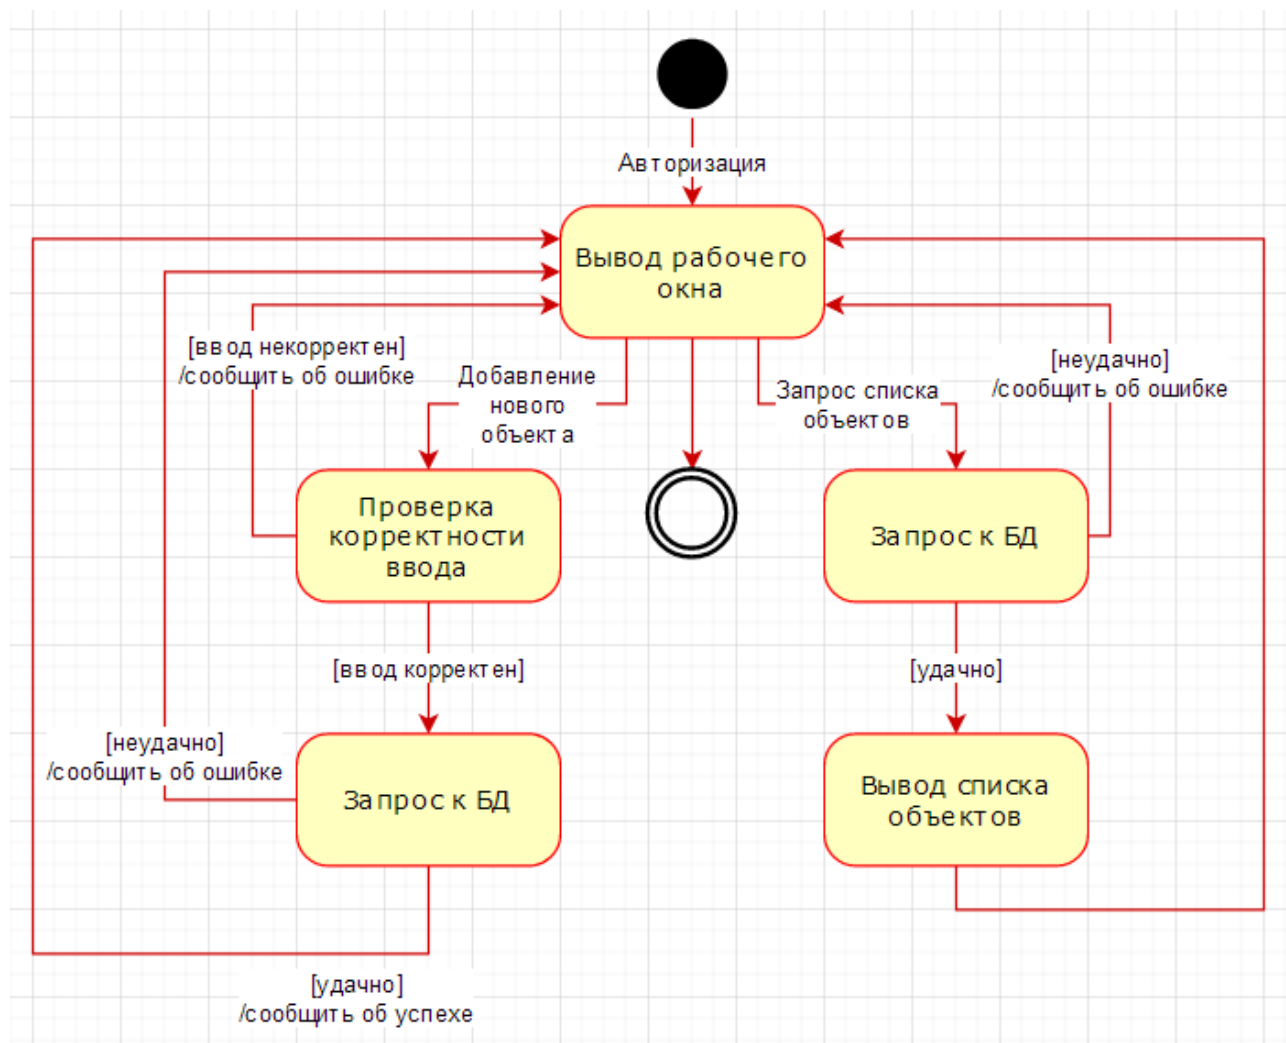 Авторизация
Вывод рабочего
окна
[ввод некорректен]
/сообщить об ошибке
Добавление
нового
объекта
Запрос списка
объектов
[неудачно]
/сообщить об ошибке
Проверка
корректности
ввода
Запрос к БД
[ввод корректен]
[удачно]
[неудачно]
/сообщить об ошибке
Запрос к БД
Вывод списка
объектов
[удачно]
/сообщить об успехе